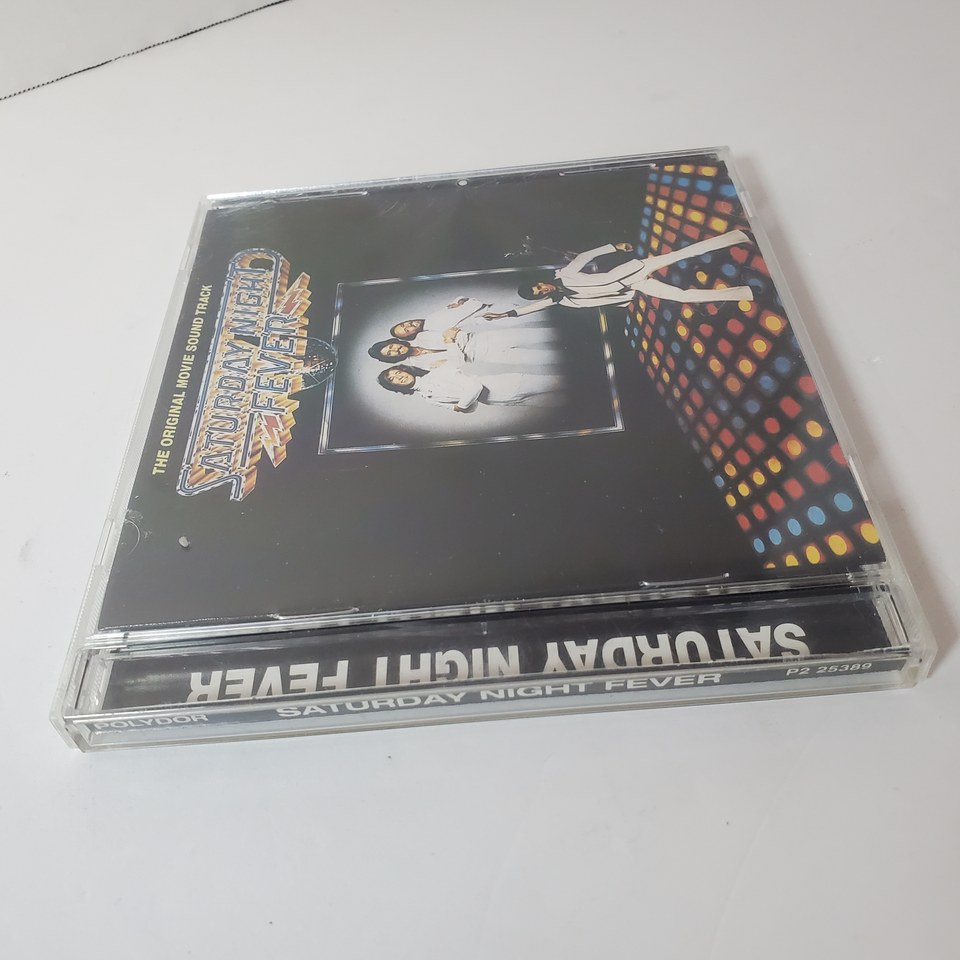 THE ORIGINAL MOVIE SOUND TRACK
SATURDAY NIGHT
FEVER
SATURDAY NIGHT FEVER
POLYDOR SATURDAY NIGHT FEVER P2 25389